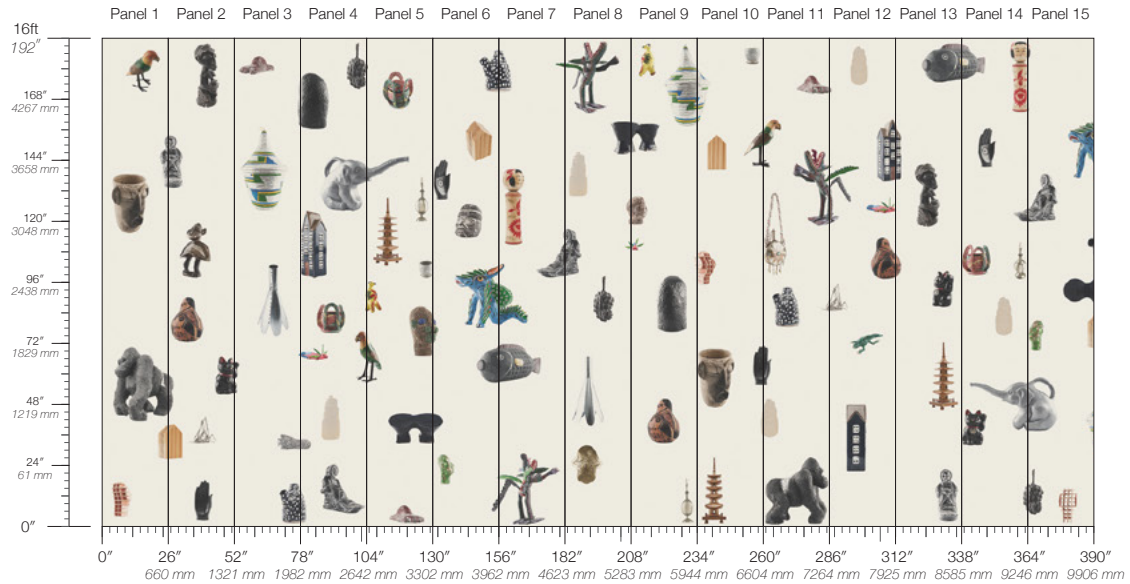 Panel 1 Panel 2 Panel 3 Panel 4 Panel 5 Panel 6 Panel 7 Panel 8 Panel 9 Panel 10 Panel 11 Panel 12 Panel 13 Panel 14 Panel 15
16ft
192″
168″
4267 mm
144″
3658 mm
120″
3048 mm
96″
2438 mm
72″
1829 mm
48″
1219 mm
24″
61 mm
0″
0″ 26″ 52″ 78″ 104″ 130″ 156″ 182″ 208″ 234″ 260″ 286″ 312″ 338″ 364″ 390″
660 mm 1321 mm 1982 mm 2642 mm 3302 mm 3962 mm 4623 mm 5283 mm 5944 mm 6604 mm 7264 mm 7925 mm 8585 mm 9246 mm 9906 mm